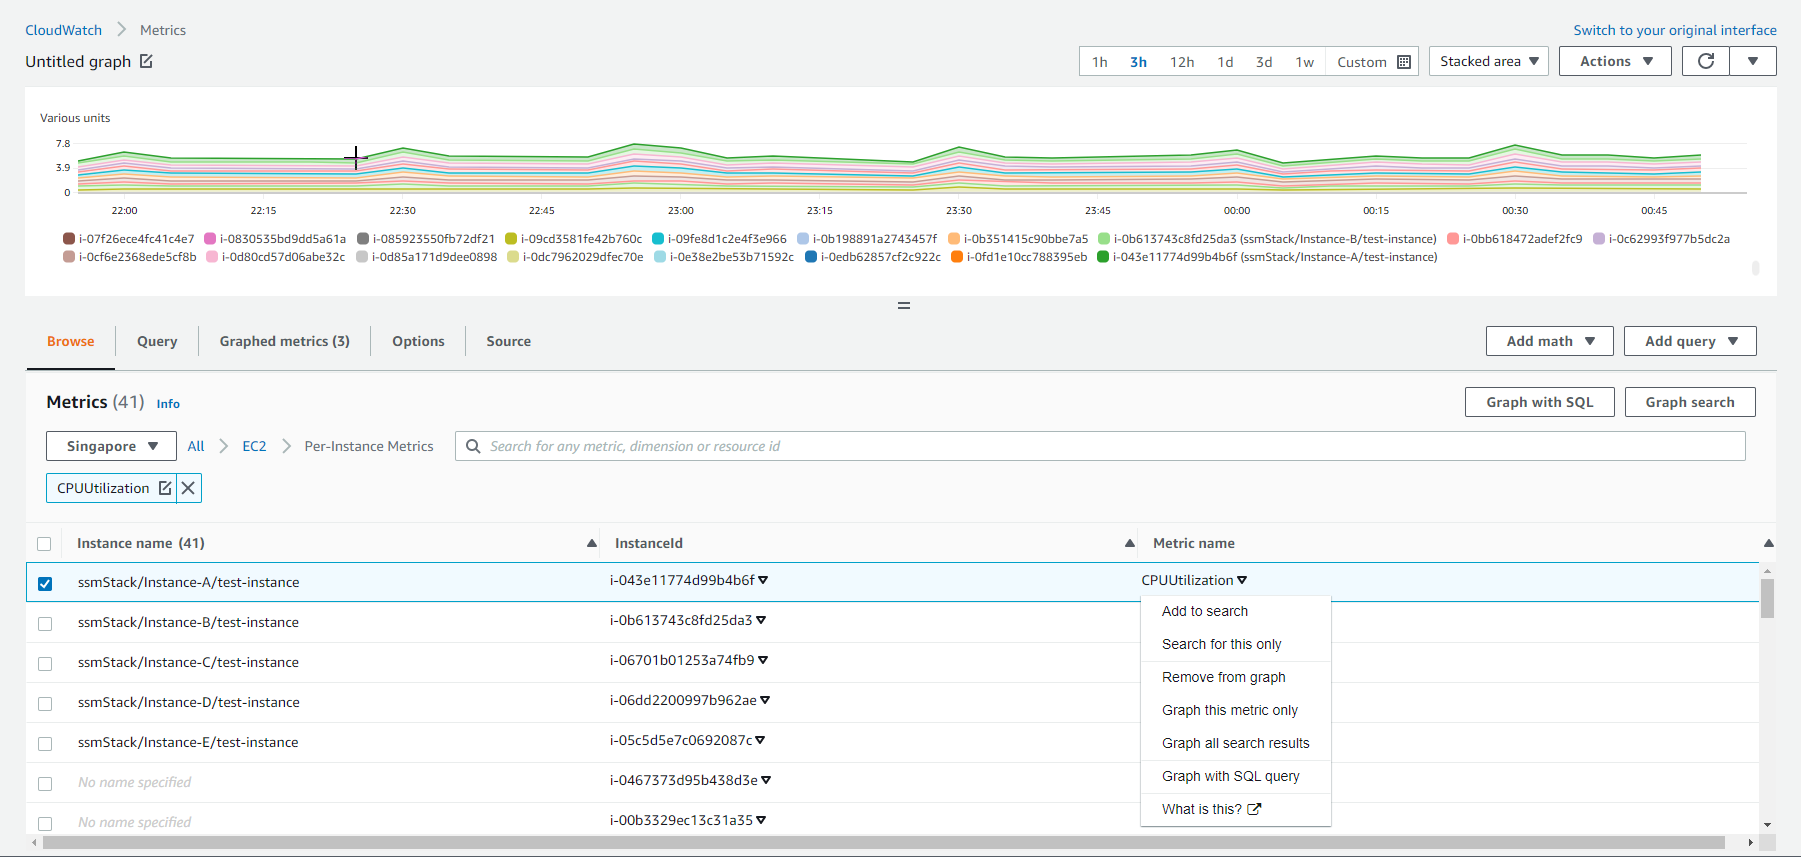 CloudWatch Metrics Switch to your original interface
Untitled graph 1h 3h 12h 1d 3d 1w Custom Stacked area Actions
Various units
7.8
3.9
0
22:00 22:15 22:30 22:45 23:00 23:15 23:30 23:45 00:00 00:15 00:30 00:45
i-07f26ece4fc41c4e7 i-0830535bd9dd5a61a i-085923550fb72df21 i-09cd3581fe42b760c i-09fe8d1c2e4f3e966 i-0b198891a2743457f i-0b351415c90bbe7a5 i-0b613743c8fd25da3 (ssmStack/Instance-B/test-instance) i-0bb618472adef2fc9 i-0c62993f977b5dc2a
i-0cf6e2368ede5cf8b i-0d80cd57d06abe32c i-0d85a171d9dee0898 i-0dc7962029dfec70e i-0e38e2be53b71592c i-0edb62857cf2c922c i-0fd1e10cc788395eb i-043e11774d99b4b6f (ssmStack/Instance-A/test-instance)
Browse Query Graphed metrics (3) Options Source Add math Add query
Metrics (41) Info Graph with SQL Graph search
Singapore All EC2 Per-Instance Metrics Search for any metric, dimension or resource id
CPUUtilization
Instance name (41) InstanceId Metric name
ssmStack/Instance-A/test-instance i-043e11774d99b4b6f CPUUtilization
Add to search
ssmStack/Instance-B/test-instance i-0b613743c8fd25da3
Search for this only
ssmStack/Instance-C/test-instance i-06701b01253a74fb9
Remove from graph
ssmStack/Instance-D/test-instance i-06dd2200997b962ae
Graph this metric only
ssmStack/Instance-E/test-instance i-05c5d5e7c0692087c
Graph all search results
No name specified i-0467373d95b438d3e
Graph with SQL query
What is this?
No name specified i-00b3329ec13c31a35